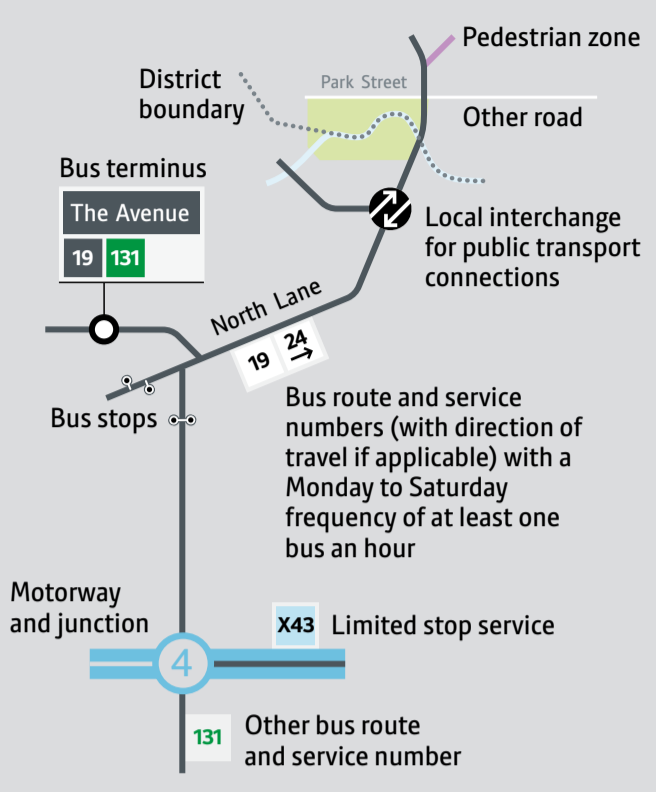 Pedestrian zone
Park Street
District
boundary
Other road
Bus terminus
The Avenue
19 131
Local interchange
for public transport
connections
North Lane
19 24
Bus stops
Bus route and service
numbers (with direction of
travel if applicable) with a
Monday to Saturday
frequency of at least one
bus an hour
Motorway
and junction
X43 Limited stop service
4
131
Other bus route
and service number